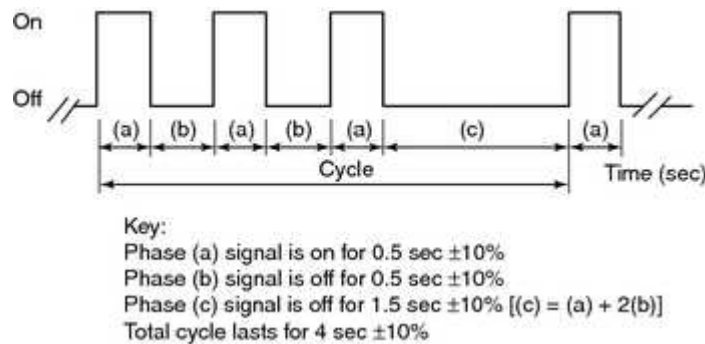 On
Off
(a) (b) (a) (b) (a) (c) (a)
Cycle
Time (sec)
Key:
Phase (a) signal is on for 0.5 sec ±10%
Phase (b) signal is off for 0.5 sec ±10%
Phase (c) signal is off for 1.5 sec ±10% [(c) = (a) + 2(b)]
Total cycle lasts for 4 sec ±10%